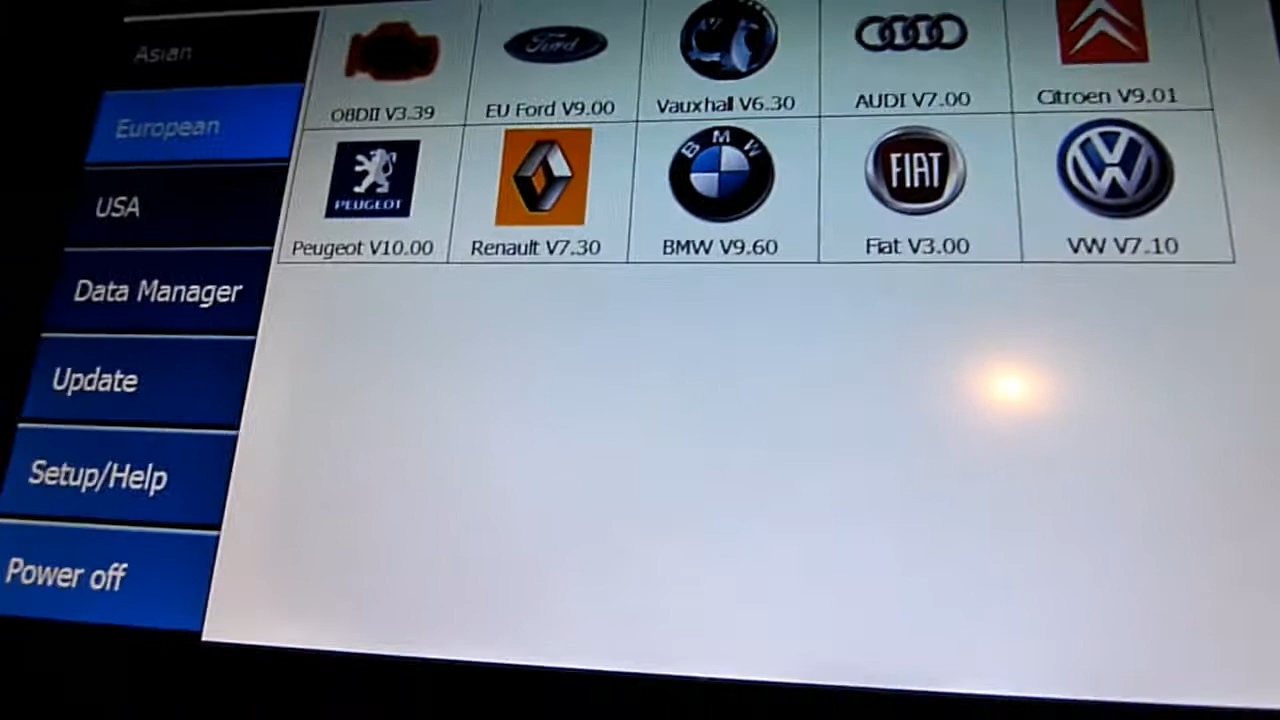 Asian
European
USA
Data Manager
Update
Setup/Help
Power off
OBDII V3.39
Ford
EU Ford V9.00
Vauxhall V6.30
AUDI V7.00
Citroen V9.01
PEUGEOT
Peugeot V10.00
Renault V7.30
BMW
BMW V9.60
FIAT
Fiat V3.00
VW V7.10